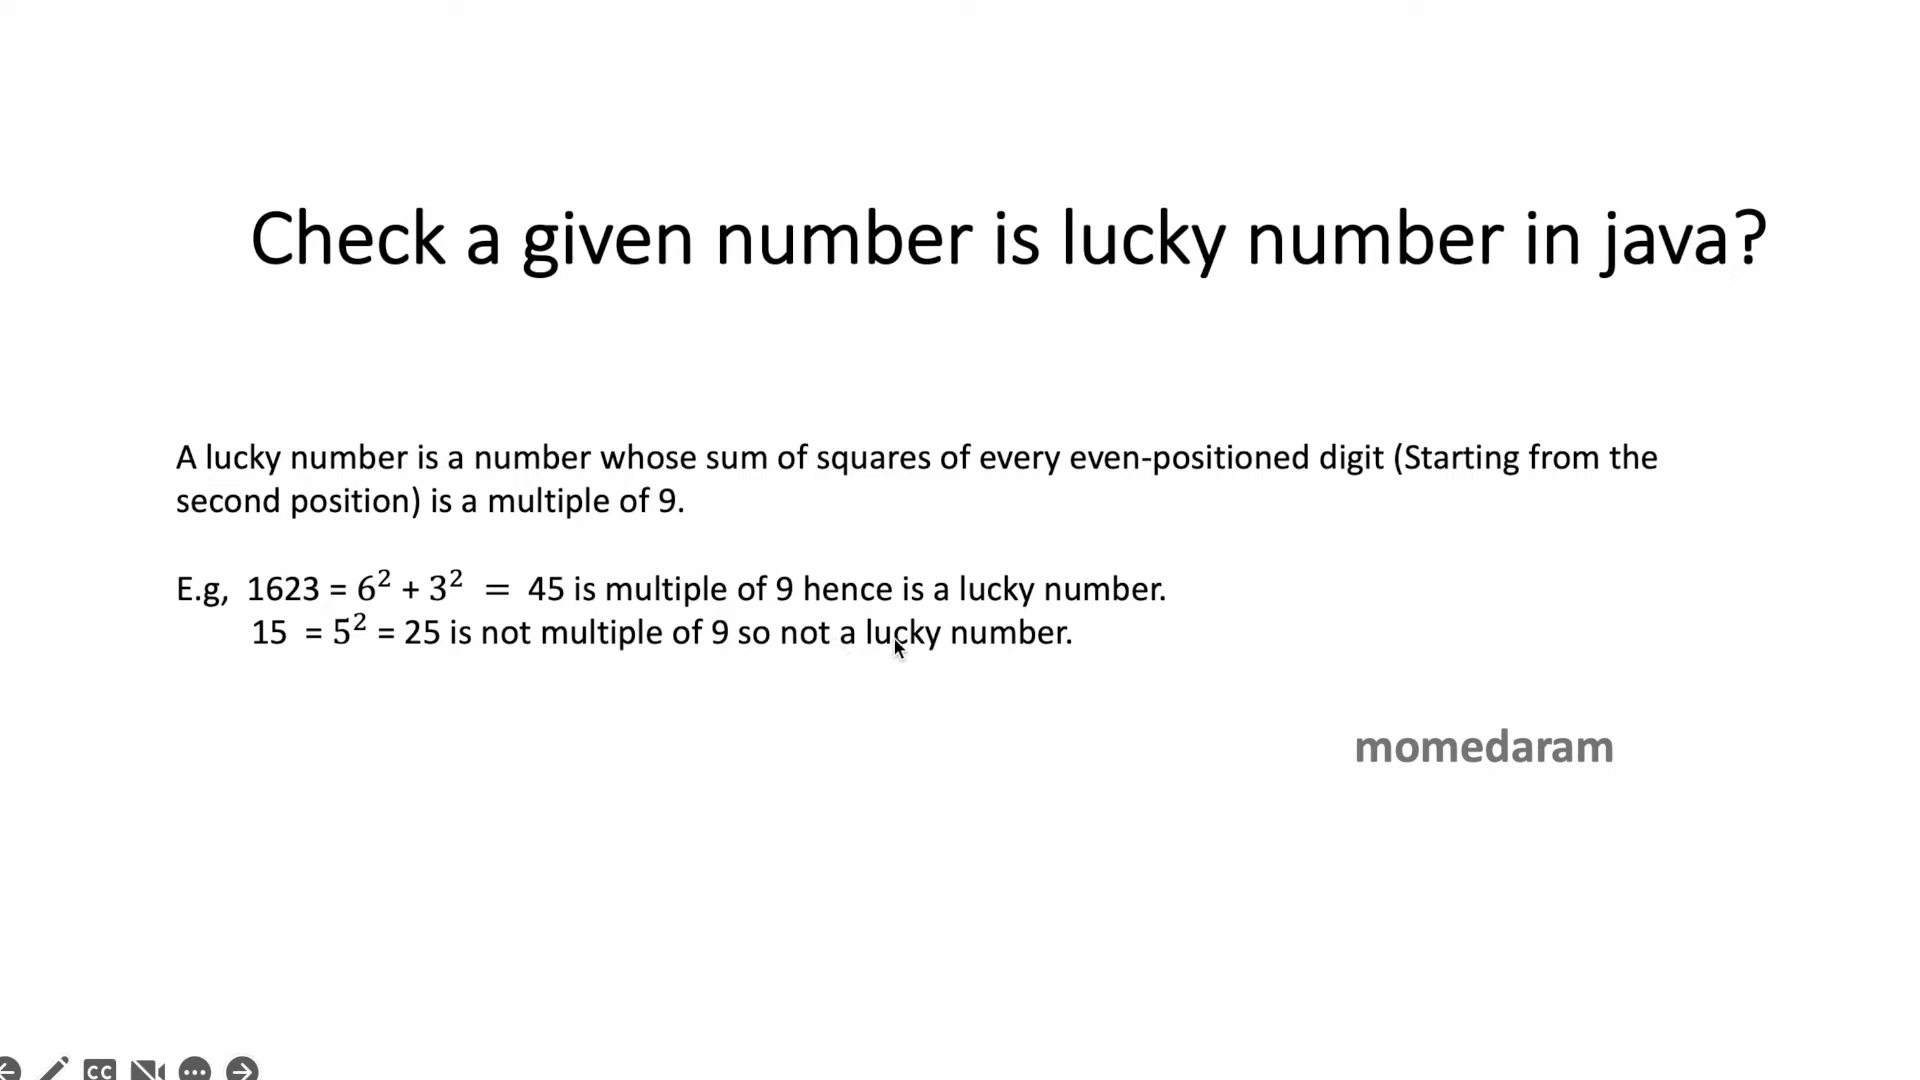 Check a given number is lucky number in java?
A lucky number is a number whose sum of squares of every even-positioned digit (Starting from the
second position) is a multiple of 9.
E.g, 1623 = 6² + 3² = 45 is multiple of 9 hence is a lucky number.
15 = 5² = 25 is not multiple of 9 so not a lucky number.
momedaram
CC